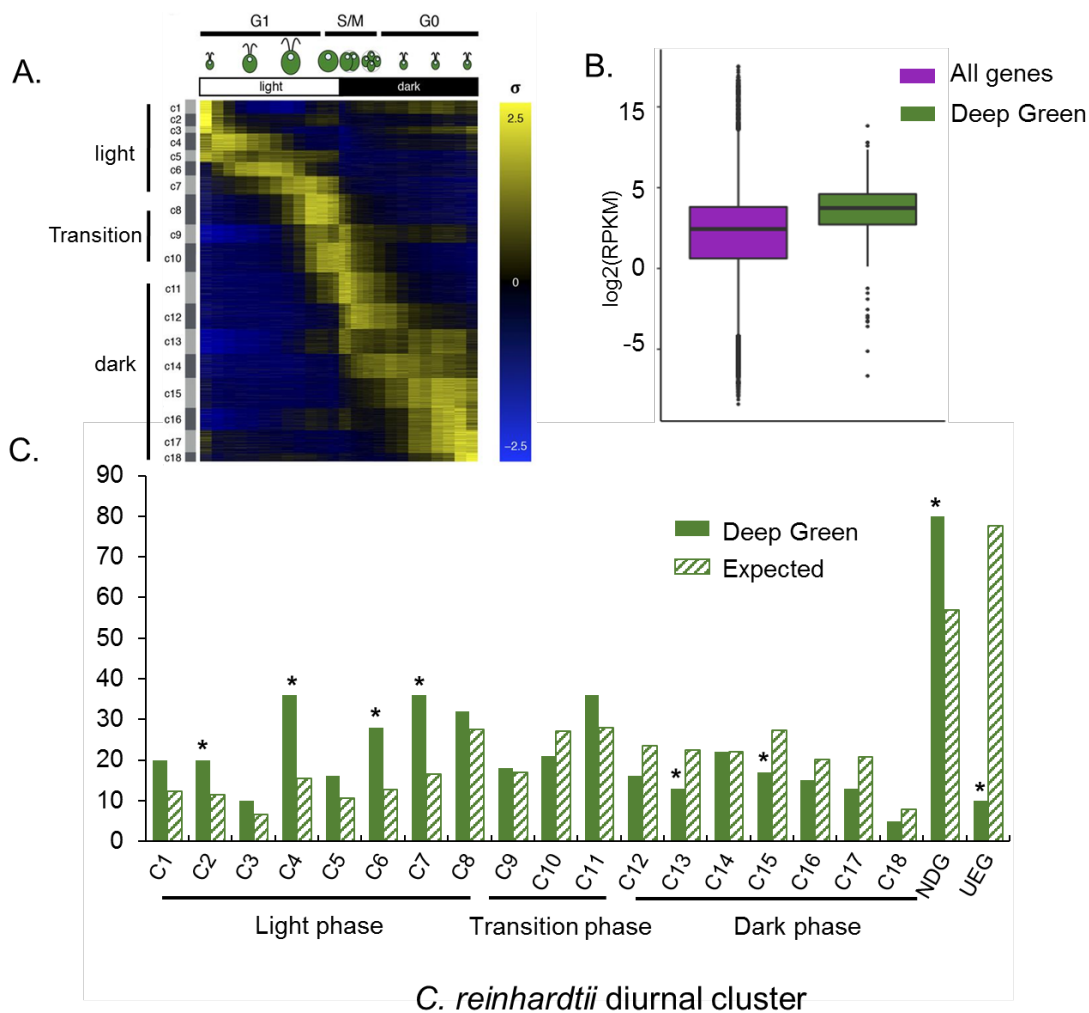 A.
G1 S/M G0
light dark
light
Transition
dark
c1
c2
c3
c4
c5
c6
c7
c8
c9
c10
c11
c12
c13
c14
c15
c16
c17
c18
σ
2.5
0
−2.5
B.
All genes
Deep Green
log2(RPKM)
15
5
0
-5
C.
90
80
70
60
50
40
30
20
10
0
Deep Green
Expected
* * * * * * * *
C1 C2 C3 C4 C5 C6 C7 C8 C9 C10 C11 C12 C13 C14 C15 C16 C17 C18 NDG UEG
Light phase Transition phase Dark phase
C. reinhardtii diurnal cluster